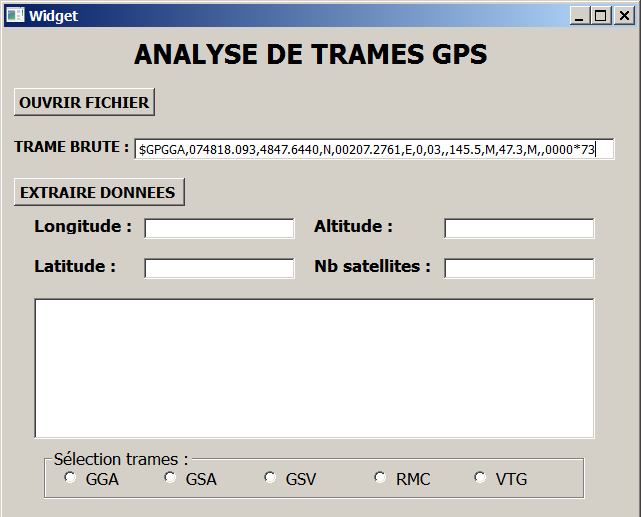 Widget
ANALYSE DE TRAMES GPS
OUVRIR FICHIER
TRAME BRUTE : $GPGGA,074818.093,4847.6440,N,00207.2761,E,0,03,,145.5,M,47.3,M,,0000*73
EXTRAIRE DONNEES
Longitude : Altitude :
Latitude : Nb satellites :
Sélection trames :
GGA GSA GSV RMC VTG